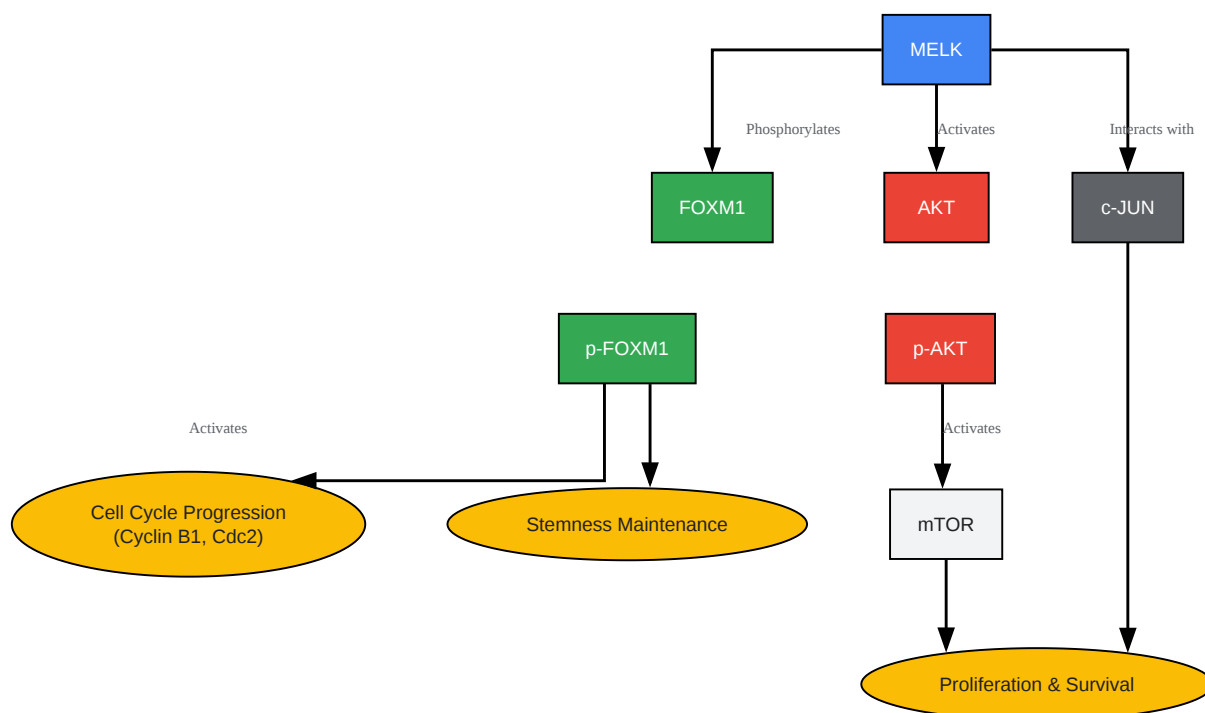 MELK
Phosphorylates
Activates
Interacts with
FOXM1
AKT
c-JUN
p-FOXM1
p-AKT
Activates
Activates
Cell Cycle Progression
(Cyclin B1, Cdc2)
Stemness Maintenance
mTOR
Proliferation & Survival